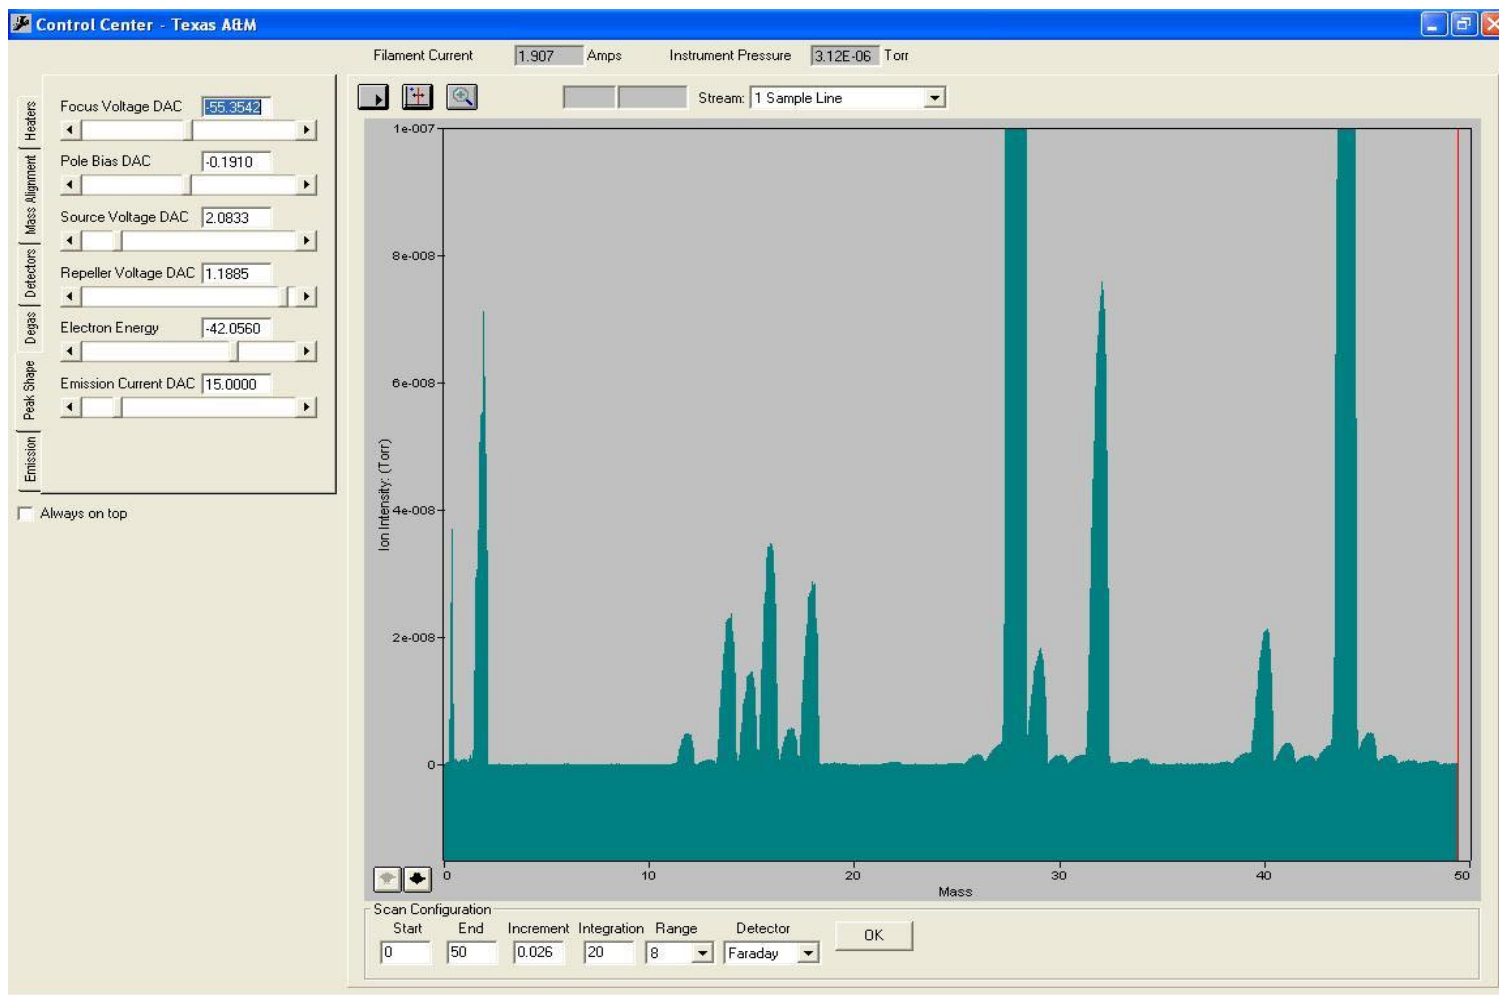 Control Center - Texas A&M
Filament Current 1.907 Amps Instrument Pressure 3.12E-06 Torr
Heaters
Mass Alignment
Detectors
Degas
Peak Shape
Emission
Focus Voltage DAC -55.3542
Pole Bias DAC -0.1910
Source Voltage DAC 2.0833
Repeller Voltage DAC 1.1885
Electron Energy -42.0560
Emission Current DAC 15.0000
Always on top
Stream: 1 Sample Line
1e-007
8e-008
6e-008
4e-008
2e-008
0
Ion Intensity: (Torr)
0 10 20 30 40 50
Mass
Scan Configuration
Start End Increment Integration Range Detector
0 50 0.026 20 8 Faraday
OK